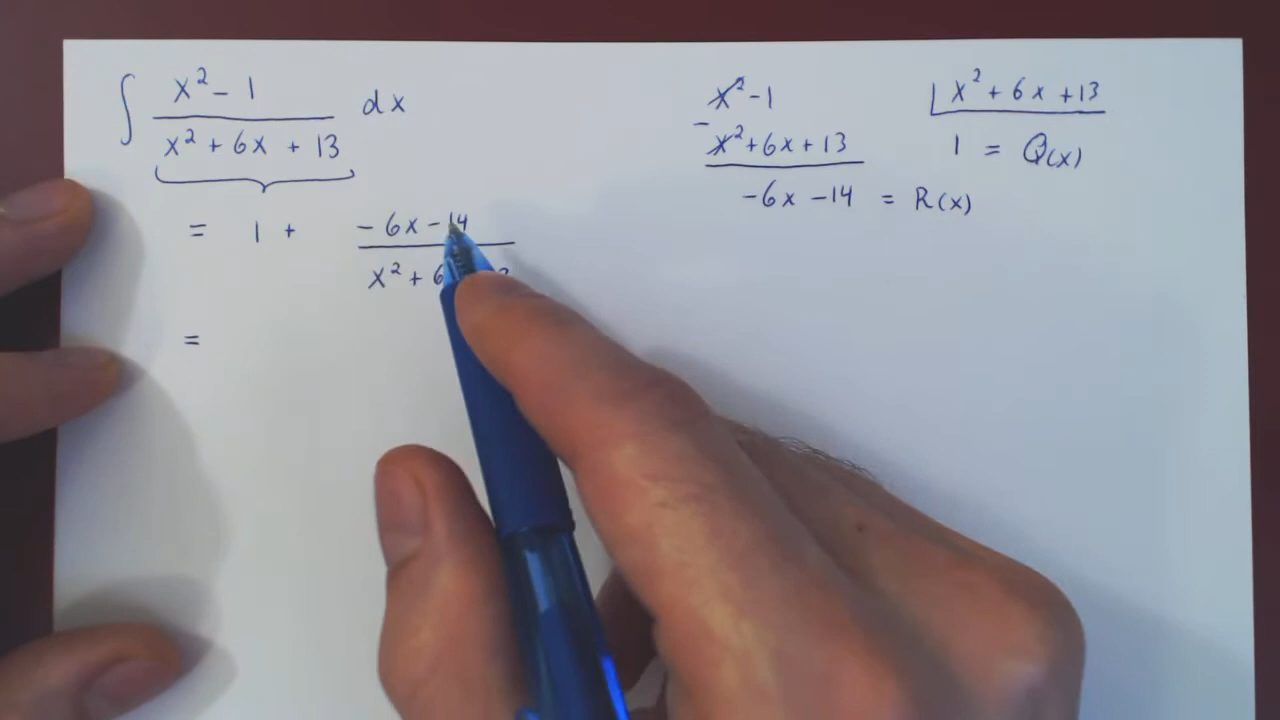 ∫ (x² - 1)/(x² + 6x + 13) dx
= 1 + (-6x - 14)/(x² + 6
=
x² - 1 | x² + 6x + 13
- x² + 6x + 13 1 = Q(x)
-6x - 14 = R(x)